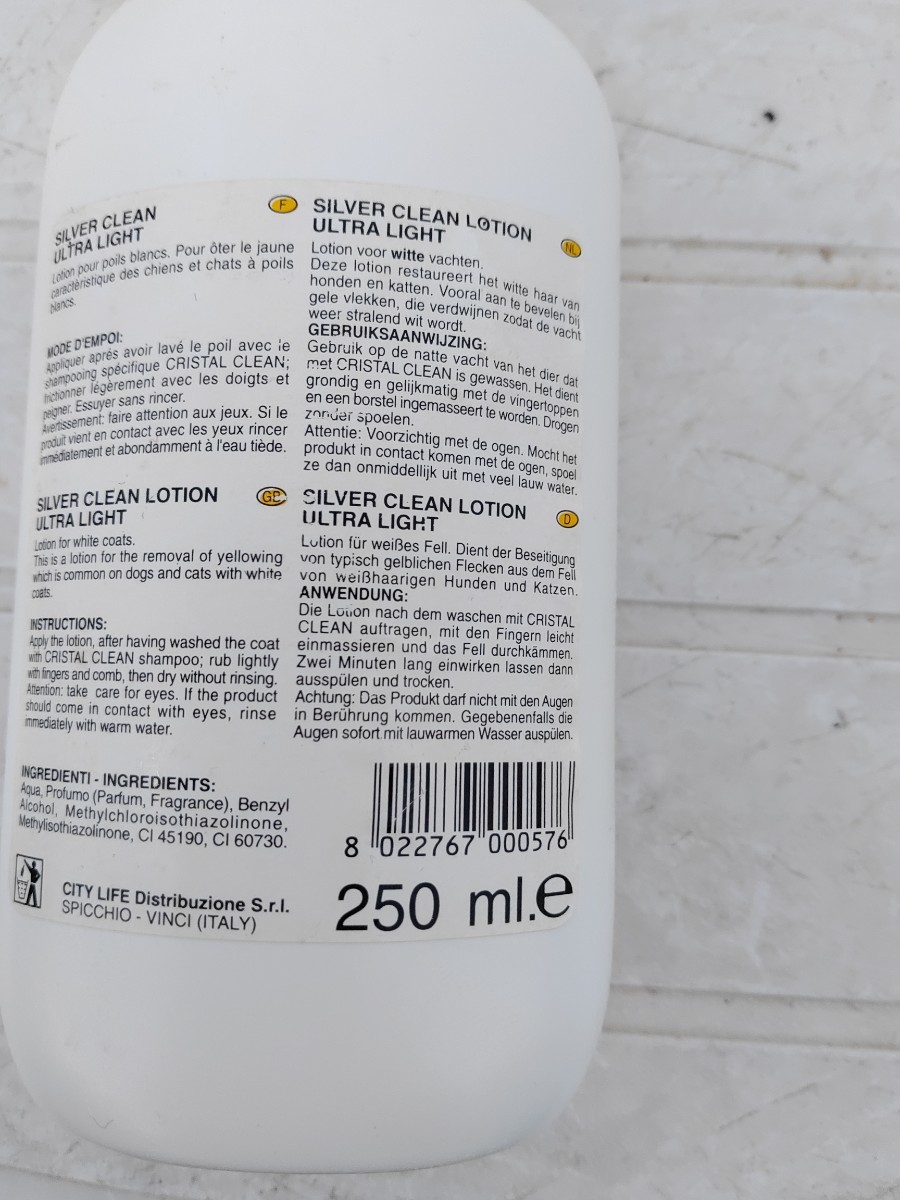 SILVER CLEAN
ULTRA LIGHT
F
Lotion pour poils blancs. Pour ôter le jaune
caractéristique des chiens et chats à poils
blancs.
MODE D'EMPOI:
Appliquer aprés avoir lavé le poil avec le
shampooing spécifique CRISTAL CLEAN;
frictionner légèrement avec les doigts et
peigner. Essuyer sans rincer.
Avertissement: faire attention aux jeux. Si le
produit vient en contact avec les yeux rincer
immédiatement et abondamment à l'eau tiède.
SILVER CLEAN LOTION
ULTRA LIGHT
NL
Lotion voor witte vachten.
Deze lotion restaureert het witte haar van
honden en katten. Vooral aan te bevelen bij
gele vlekken, die verdwijnen zodat de vacht
weer stralend wit wordt.
GEBRUIKSAANWIJZING:
Gebruik op de natte vacht van het dier dat
met CRISTAL CLEAN is gewassen. Het dient
grondig en gelijkmatig met de vingertoppen
en een borstel ingemasseert te worden. Drogen
zonder spoelen.
Attentie: Voorzichtig met de ogen. Mocht het
produkt in contact komen met de ogen, spoel
ze dan onmiddellijk uit met veel lauw water.
SILVER CLEAN LOTION
ULTRA LIGHT
GB
Lotion for white coats.
This is a lotion for the removal of yellowing
which is common on dogs and cats with white
coats.
INSTRUCTIONS:
Apply the lotion, after having washed the coat
with CRISTAL CLEAN shampoo; rub lightly
with fingers and comb, then dry without rinsing.
Attention: take care for eyes. If the product
should come in contact with eyes, rinse
immediately with warm water.
SILVER CLEAN LOTION
ULTRA LIGHT
D
Lotion für weißes Fell. Dient der Beseitigung
von typisch gelblichen Flecken aus dem Fell
von weißhaarigen Hunden und Katzen.
ANWENDUNG:
Die Lotion nach dem waschen mit CRISTAL
CLEAN auftragen, mit den Fingern leicht
einmassieren und das Fell durchkämmen.
Zwei Minuten lang einwirken lassen dann
ausspülen und trocken.
Achtung: Das Produkt darf nicht mit den Augen
in Berührung kommen. Gegebenenfalls die
Augen sofort mit lauwarmen Wasser auspülen.
INGREDIENTI - INGREDIENTS:
Aqua, Profumo (Parfum, Fragrance), Benzyl
Alcohol, Methylchloroisothiazolinone,
Methylisothiazolinone, CI 45190, CI 60730.
8 022767 000576
CITY LIFE Distribuzione S.r.l.
SPICCHIO - VINCI (ITALY)
250 ml.e